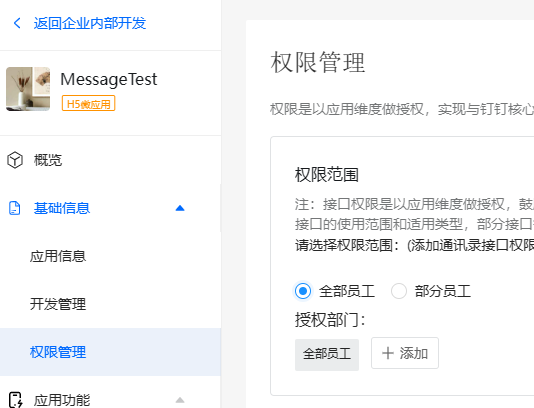 返回企业内部开发
MessageTest
H5微应用
概览
基础信息
应用信息
开发管理
权限管理
应用功能
权限管理
权限是以应用维度做授权，实现与钉钉核心
权限范围
注：接口权限是以应用维度做授权，鼓
接口的使用范围和适用类型，部分接口
请选择权限范围：(添加通讯录接口权限
全部员工
部分员工
授权部门：
全部员工
添加